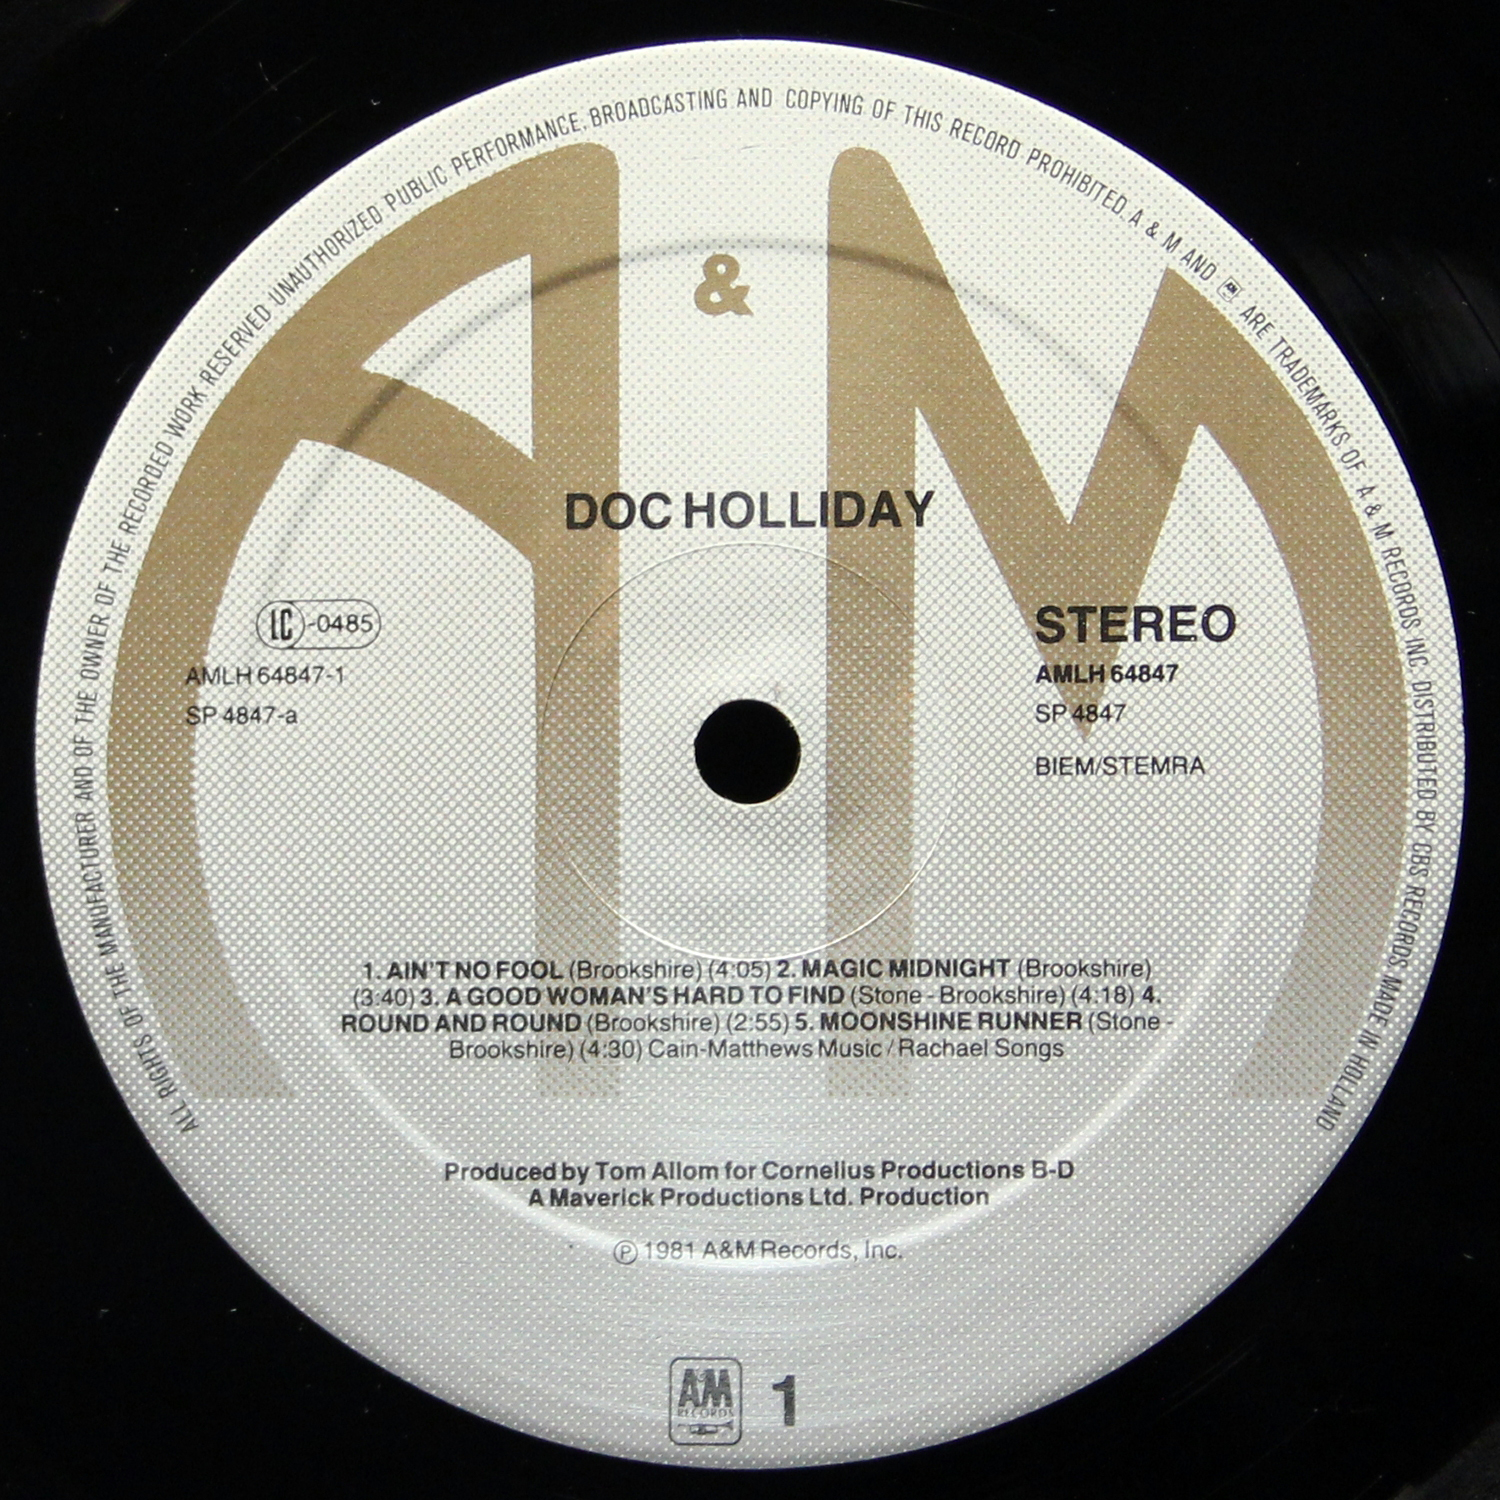 ALL RIGHTS OF THE MANUFACTURER AND OF THE OWNER OF THE RECORDED WORK RESERVED UNAUTHORIZED PUBLIC PERFORMANCE, BROADCASTING AND COPYING OF THIS RECORD PROHIBITED. A & M AND AM ARE TRADEMARKS OF A & M RECORDS INC DISTRIBUTED BY CBS RECORDS MADE IN HOLLAND
A & M
DOC HOLLIDAY
LC -0485
AMLH 64847-1
SP 4847-a
STEREO
AMLH 64847
SP 4847
BIEM/STEMRA
1. AIN'T NO FOOL (Brookshire) (4:05) 2. MAGIC MIDNIGHT (Brookshire)
(3:40) 3. A GOOD WOMAN'S HARD TO FIND (Stone - Brookshire) (4:18) 4.
ROUND AND ROUND (Brookshire) (2:55) 5. MOONSHINE RUNNER (Stone -
Brookshire) (4:30) Cain-Matthews Music / Rachael Songs
Produced by Tom Allom for Cornelius Productions B-D
A Maverick Productions Ltd. Production
℗ 1981 A&M Records, Inc.
AM
RECORDS
1